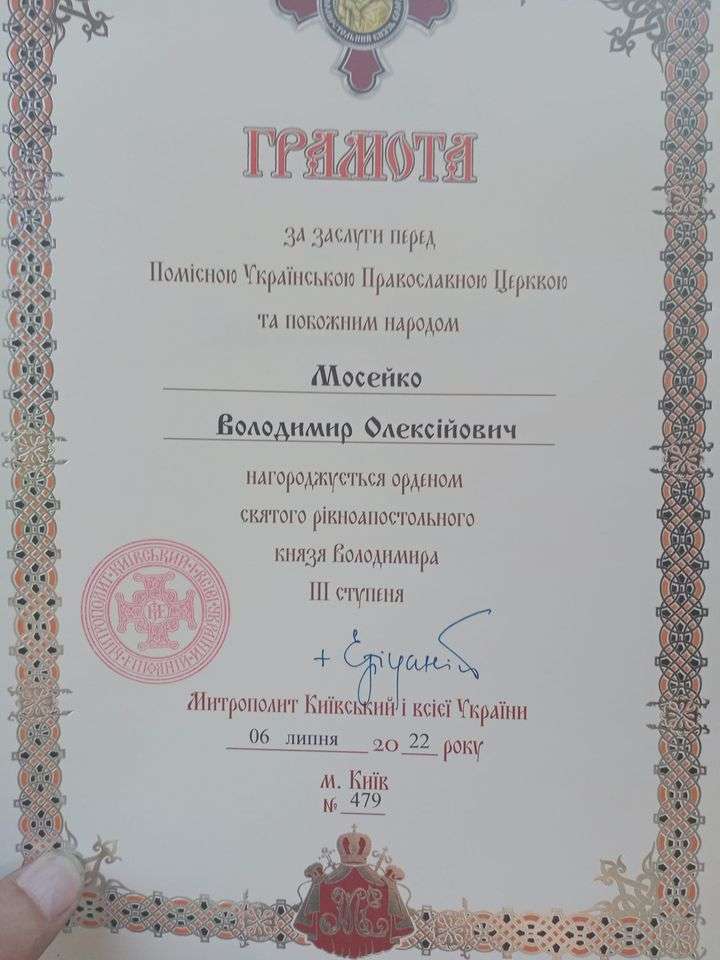 ГРАМОТА
за заслуги перед
Помісною Українською Православною Церквою
та побожним народом
Мосейко
Володимир Олексійович
нагороджується орденом
святого рівноапостольного
князя Володимира
III ступеня
+ Епіфаній
Митрополит Київський і всієї України
06 липня 2022 року
м. Київ
№ 479